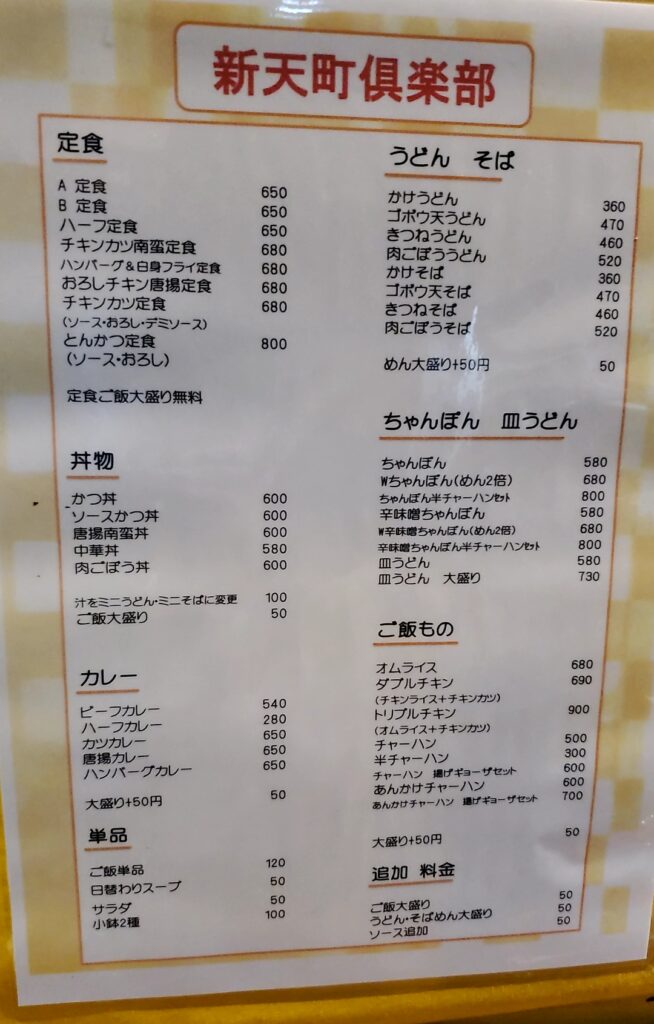 新天町倶楽部
定食
A 定食 650
B 定食 650
ハーフ定食 650
チキンカツ南蛮定食 680
ハンバーグ&白身フライ定食 680
おろしチキン唐揚定食 680
チキンカツ定食 680
(ソース・おろし・デミソース)
とんかつ定食 800
(ソース・おろし)
定食ご飯大盛り無料
丼物
かつ丼 600
ソースかつ丼 600
唐揚南蛮丼 600
中華丼 580
肉ごぼう丼 600
汁をミニうどん・ミニそばに変更 100
ご飯大盛り 50
カレー
ビーフカレー 540
ハーフカレー 280
カツカレー 650
唐揚カレー 650
ハンバーグカレー 650
大盛り+50円 50
単品
ご飯単品 120
日替わりスープ 50
サラダ 50
小鉢2種 100
うどん そば
かけうどん 360
ゴボウ天うどん 470
きつねうどん 460
肉ごぼううどん 520
かけそば 360
ゴボウ天そば 470
きつねそば 460
肉ごぼうそば 520
めん大盛り+50円 50
ちゃんぽん 皿うどん
ちゃんぽん 580
Wちゃんぽん(めん2倍) 680
ちゃんぽん半チャーハンセット 800
辛味噌ちゃんぽん 580
W辛味噌ちゃんぽん(めん2倍) 680
辛味噌ちゃんぽん半チャーハンセット 800
皿うどん 580
皿うどん 大盛り 730
ご飯もの
オムライス 680
ダブルチキン 690
(チキンライス+チキンカツ)
トリプルチキン 900
(オムライス+チキンカツ)
チャーハン 500
半チャーハン 300
チャーハン 揚げギョーザセット 600
あんかけチャーハン 600
あんかけチャーハン 揚げギョーザセット 700
大盛り+50円 50
追加 料金
ご飯大盛り 50
うどん・そばめん大盛り 50
ソース追加 50